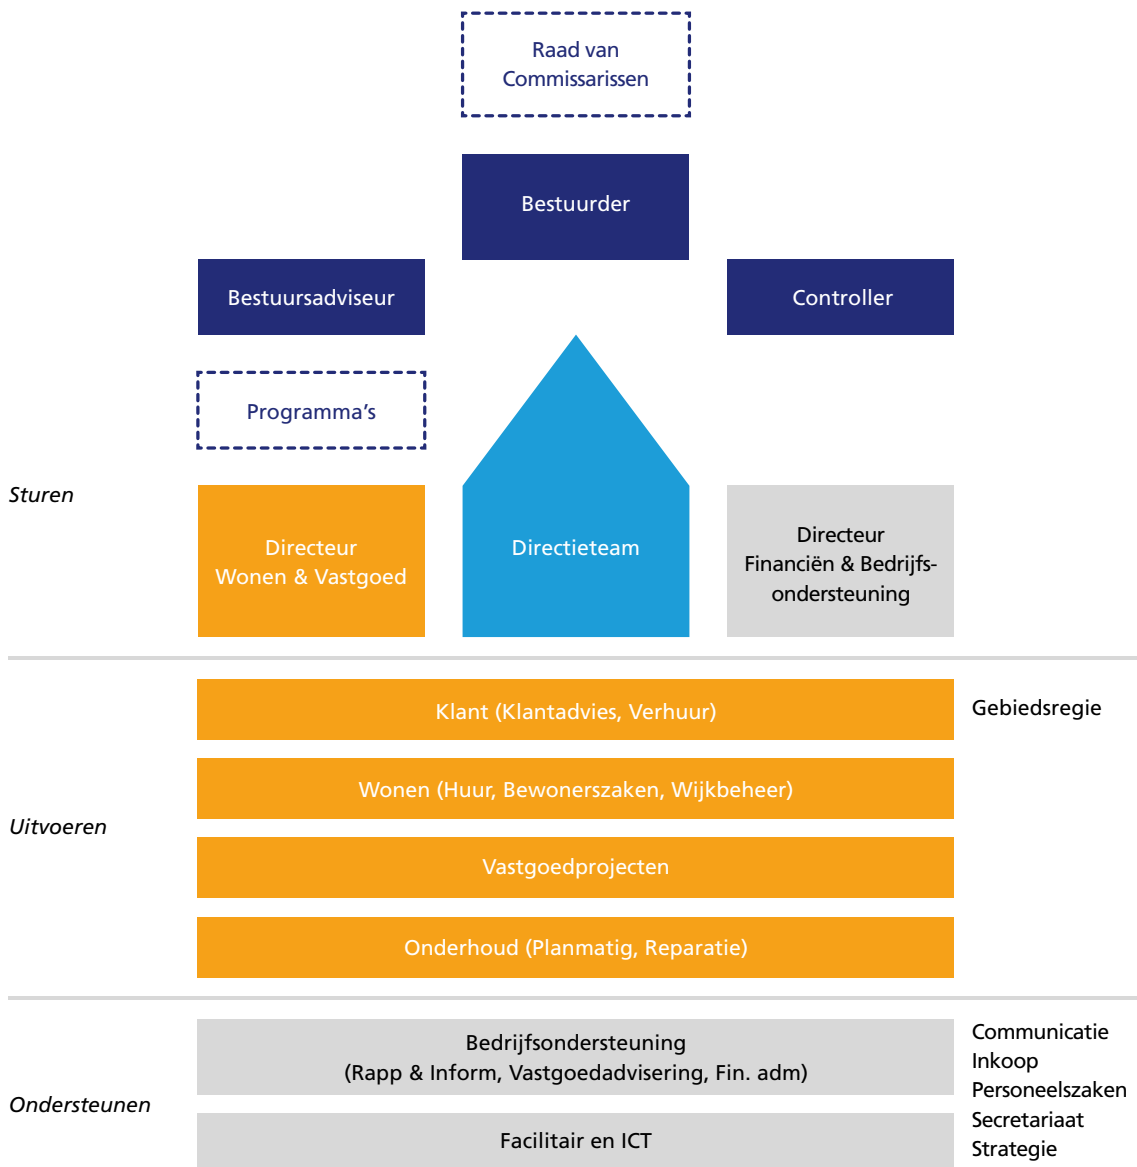 Raad van
Commissarissen
Bestuurder
Bestuursadviseur
Controller
Programma's
Sturen
Directeur
Wonen & Vastgoed
Directieteam
Directeur
Financiën & Bedrijfs-
ondersteuning
Klant (Klantadvies, Verhuur)
Gebiedsregie
Wonen (Huur, Bewonerszaken, Wijkbeheer)
Uitvoeren
Vastgoedprojecten
Onderhoud (Planmatig, Reparatie)
Bedrijfsondersteuning
(Rapp & Inform, Vastgoedadvisering, Fin. adm)
Ondersteunen
Facilitair en ICT
Communicatie
Inkoop
Personeelszaken
Secretariaat
Strategie